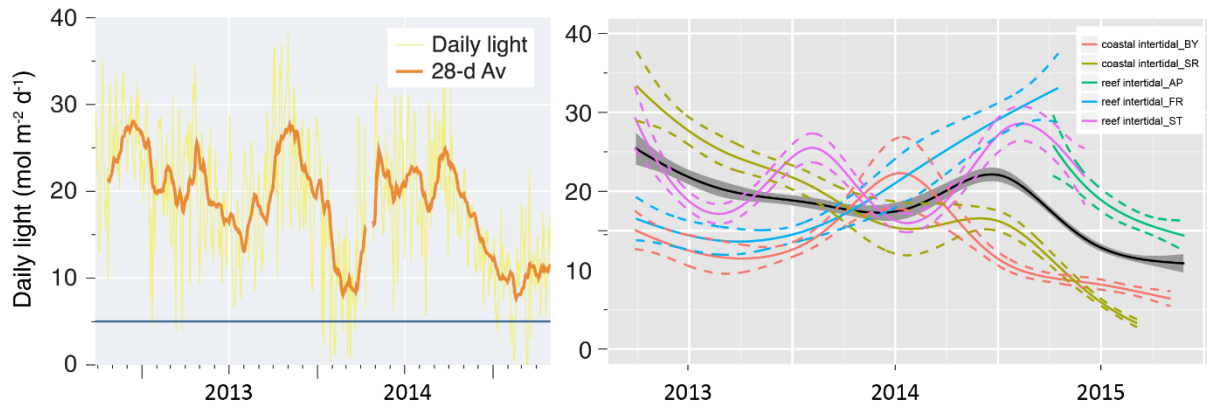 Daily light (mol m⁻² d⁻¹)
40
30
20
10
0
Daily light
28-d Av
2013
2014
40
30
20
10
0
coastal intertidal_BY
coastal intertidal_SR
reef intertidal_AP
reef intertidal_FR
reef intertidal_ST
2013
2014
2015